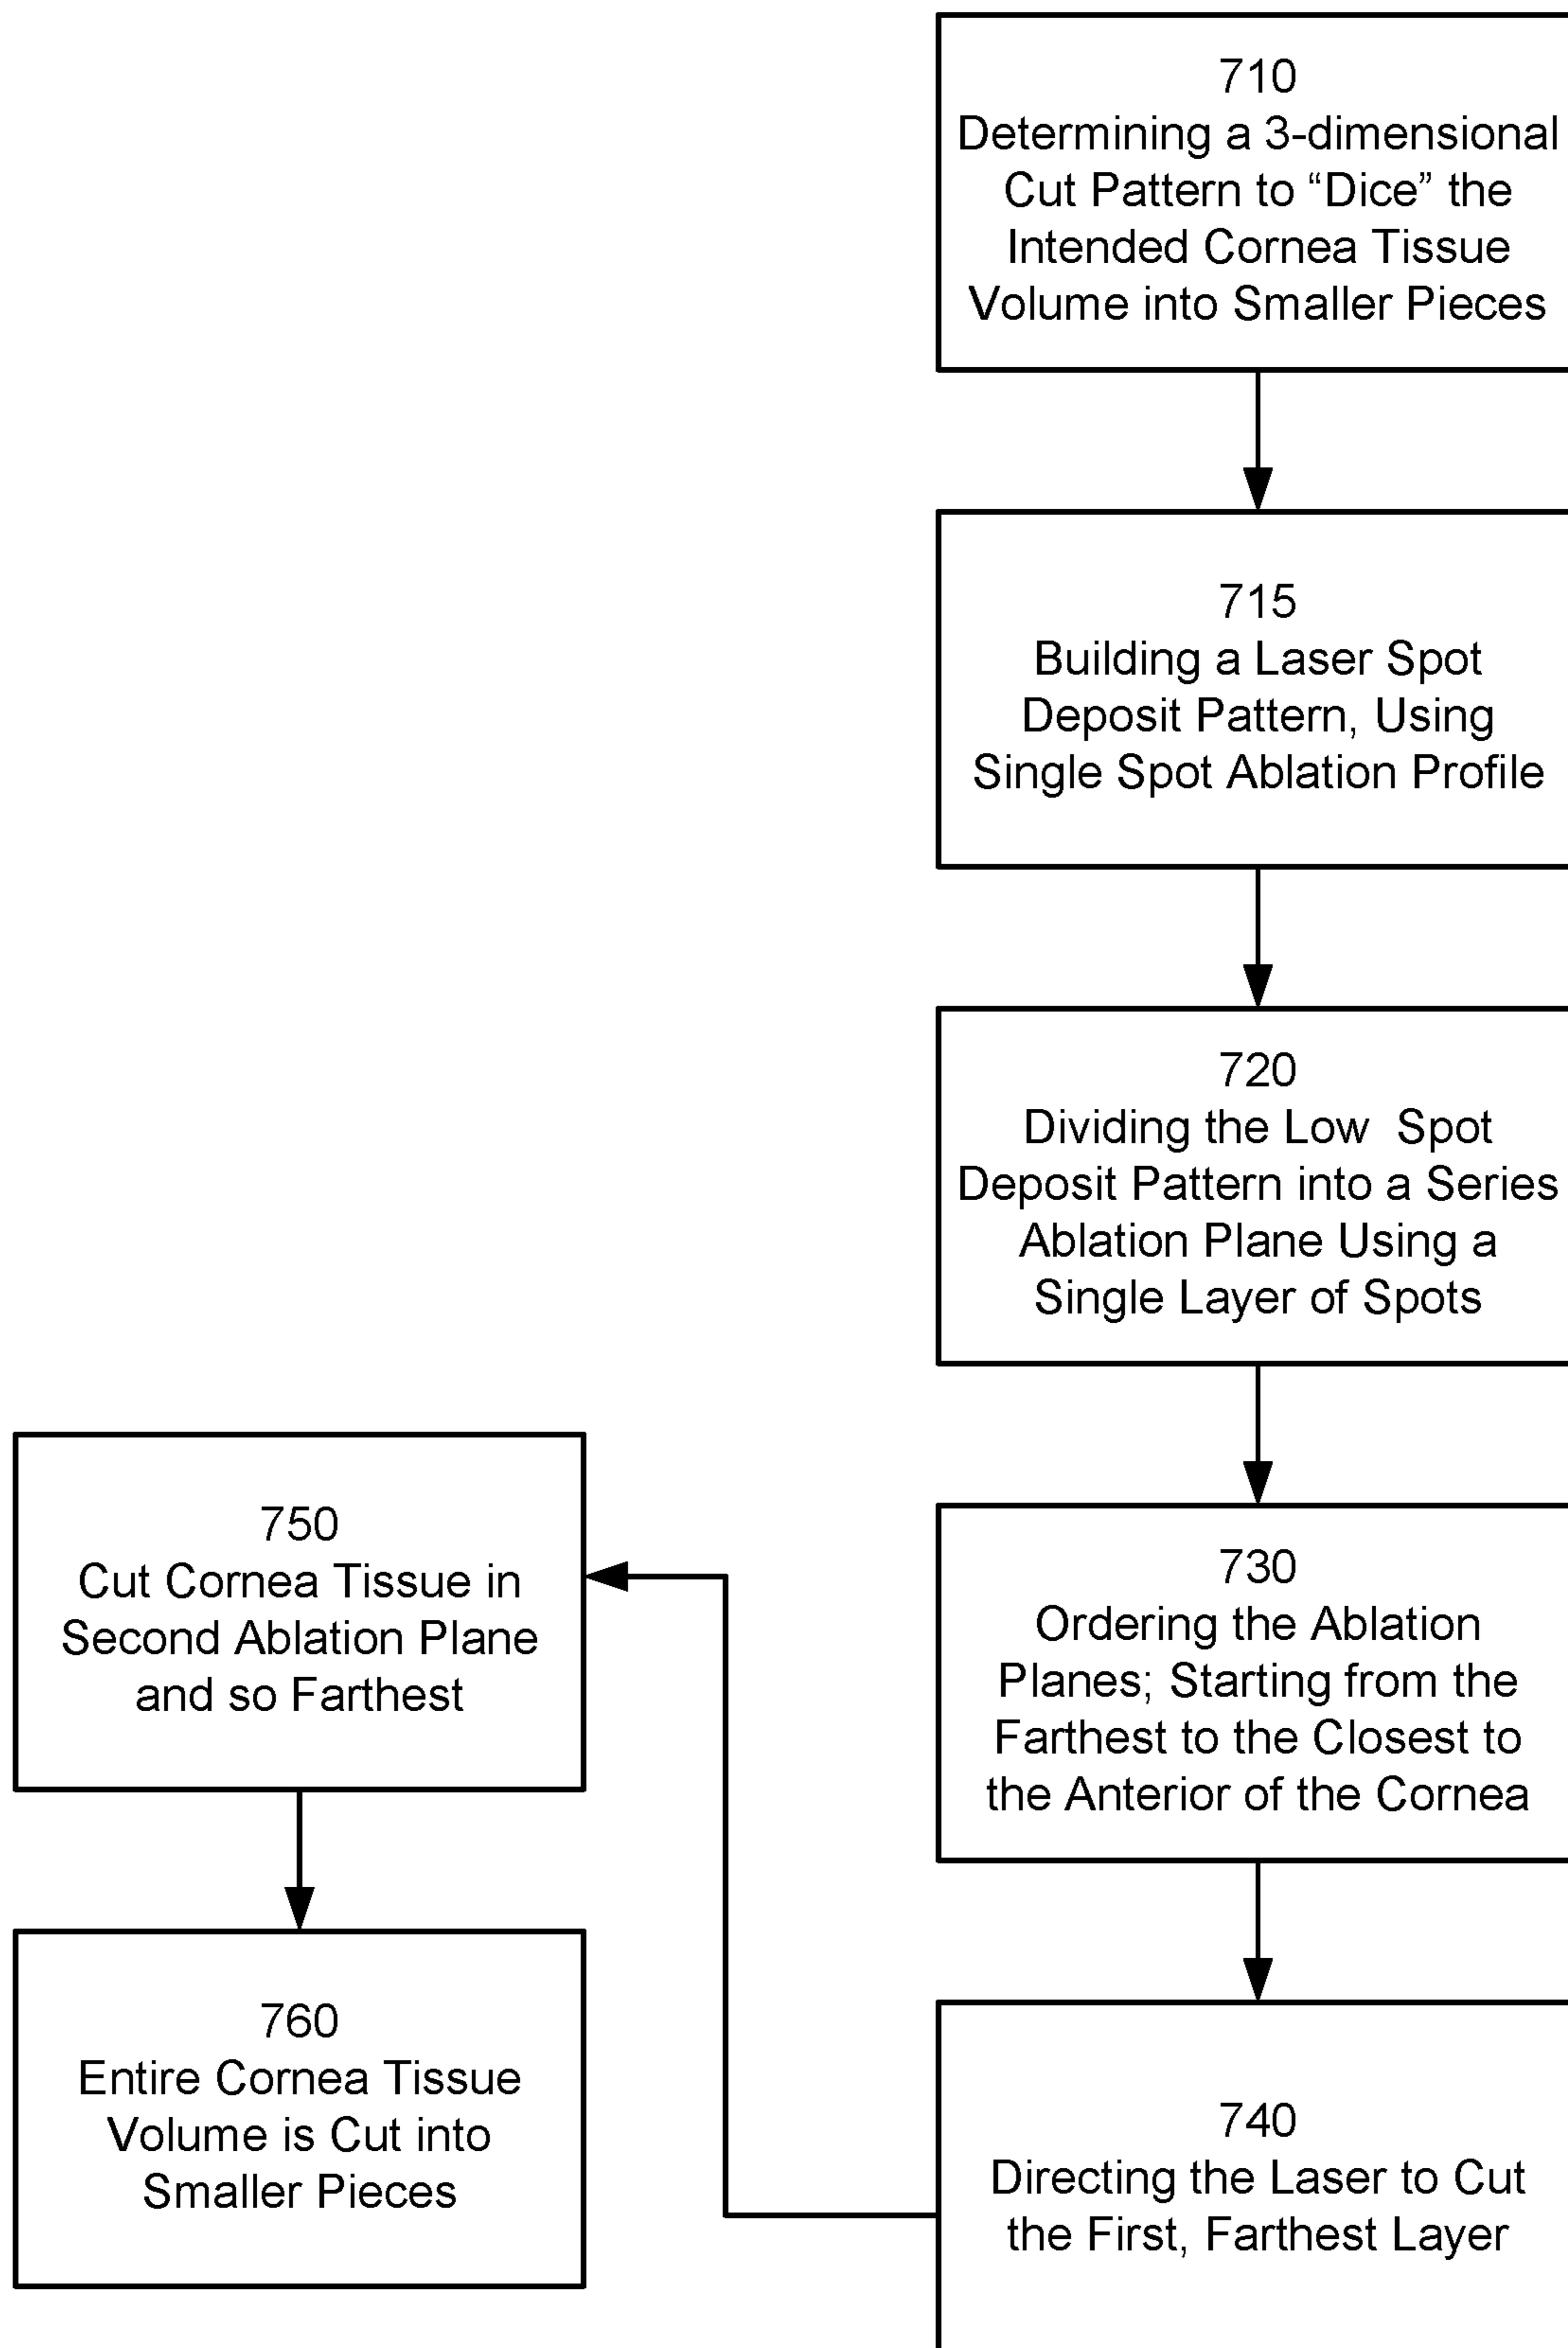 710
Determining a 3-dimensional
Cut Pattern to “Dice” the
Intended Cornea Tissue
Volume into Smaller Pieces
715
Building a Laser Spot
Deposit Pattern, Using
Single Spot Ablation Profile
720
Dividing the Low  Spot
Deposit Pattern into a Series
Ablation Plane Using a
Single Layer of Spots
730
Ordering the Ablation
Planes; Starting from the
Farthest to the Closest to
the Anterior of the Cornea
740
Directing the Laser to Cut
the First, Farthest Layer
750
Cut Cornea Tissue in
Second Ablation Plane
and so Farthest
760
Entire Cornea Tissue
Volume is Cut into
Smaller Pieces